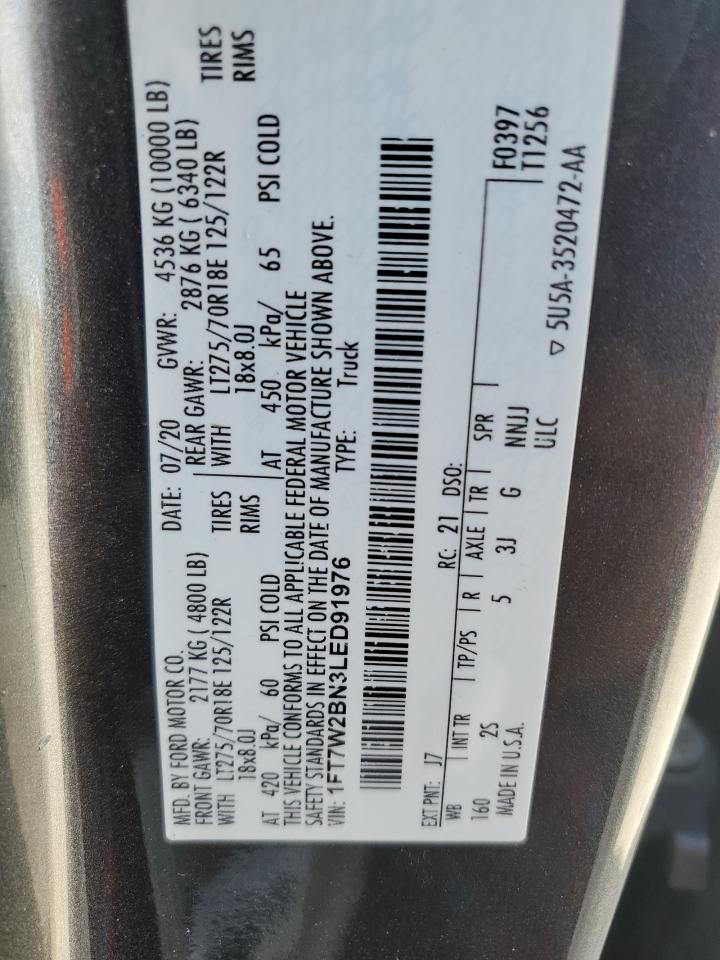 MFD. BY FORD MOTOR CO.
DATE: 07/20 GVWR: 4536 KG (10000 LB)
FRONT GAWR: 2177 KG ( 4800 LB)
REAR GAWR: 2876 KG ( 6340 LB)
WITH LT275/70R18E 125/122R TIRES
WITH LT275/70R18E 125/122R TIRES
18x8.0J RIMS
18x8.0J RIMS
AT 420 kPa/ 60 PSI COLD
AT 450 kPa/ 65 PSI COLD
THIS VEHICLE CONFORMS TO ALL APPLICABLE FEDERAL MOTOR VEHICLE
SAFETY STANDARDS IN EFFECT ON THE DATE OF MANUFACTURE SHOWN ABOVE.
VIN: 1FT7W2BN3LED91976 TYPE: Truck
EXT PNT: J7 RC: 21 DSO:
WB INT TR TP/PS R AXLE TR SPR F0397
160 2S 5 3J G NNJJ T1256
MADE IN U.S.A. ULC
▽ 5U5A-3520472-AA